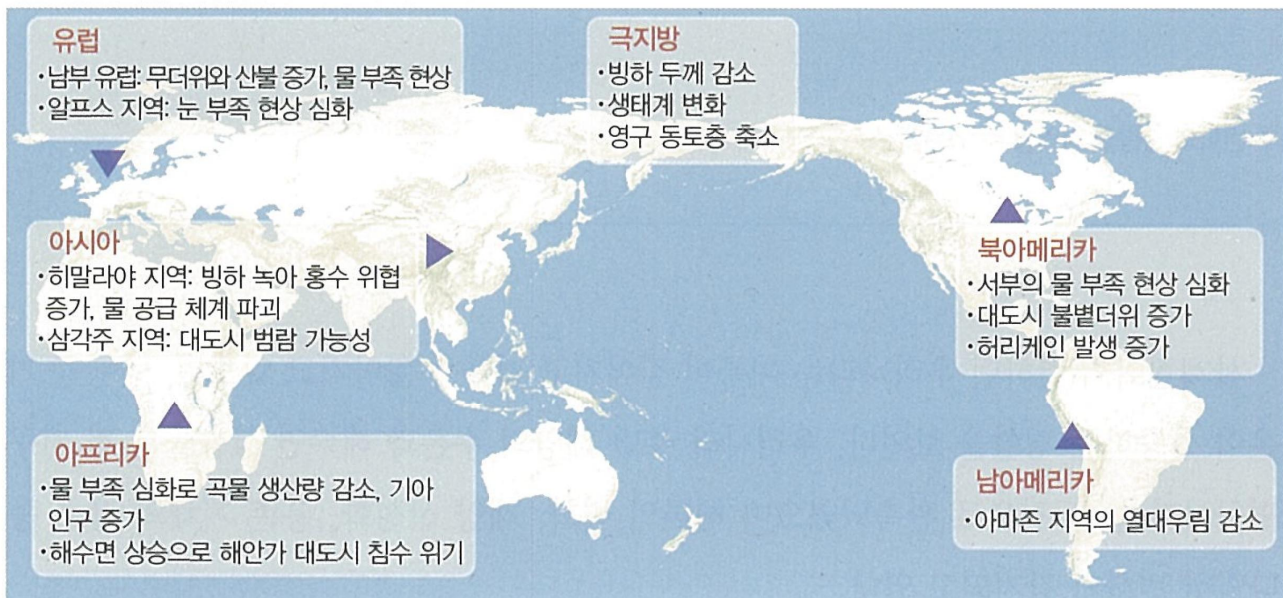 유럽
·남부 유럽: 무더위와 산불 증가, 물 부족 현상
·알프스 지역: 눈 부족 현상 심화
극지방
·빙하 두께 감소
·생태계 변화
·영구 동토층 축소
아시아
·히말라야 지역: 빙하 녹아 홍수 위협
증가, 물 공급 체계 파괴
·삼각주 지역: 대도시 범람 가능성
북아메리카
·서부의 물 부족 현상 심화
·대도시 불볕더위 증가
·허리케인 발생 증가
아프리카
·물 부족 심화로 곡물 생산량 감소, 기아
인구 증가
·해수면 상승으로 해안가 대도시 침수 위기
남아메리카
·아마존 지역의 열대우림 감소